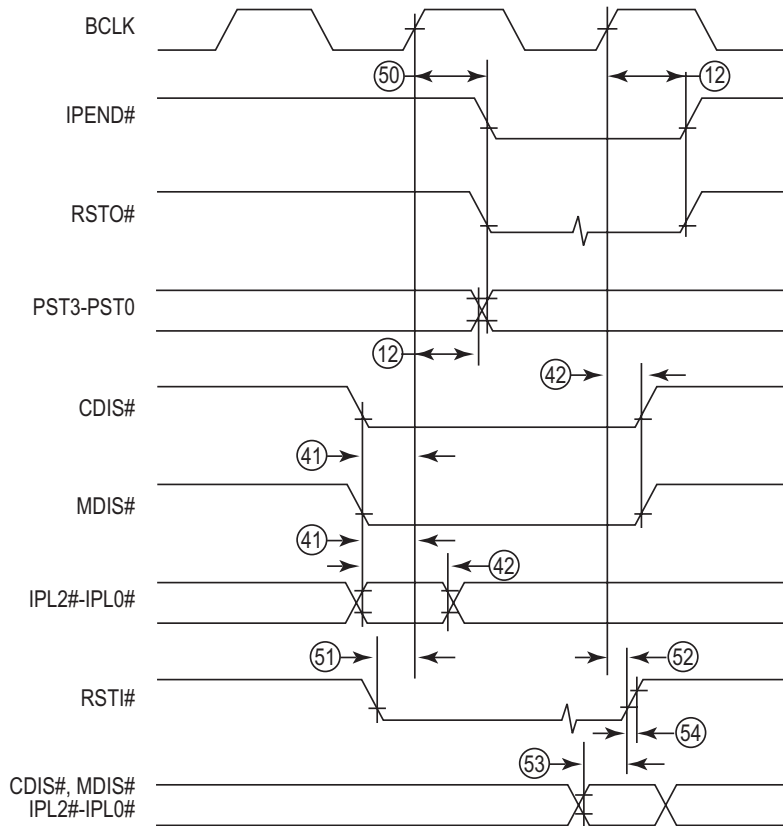 BCLK
50
12
IPEND#
RSTO#
PST3-PST0
12
42
CDIS#
41
MDIS#
41
42
IPL2#-IPL0#
51
52
RSTI#
54
53
CDIS#, MDIS#
IPL2#-IPL0#